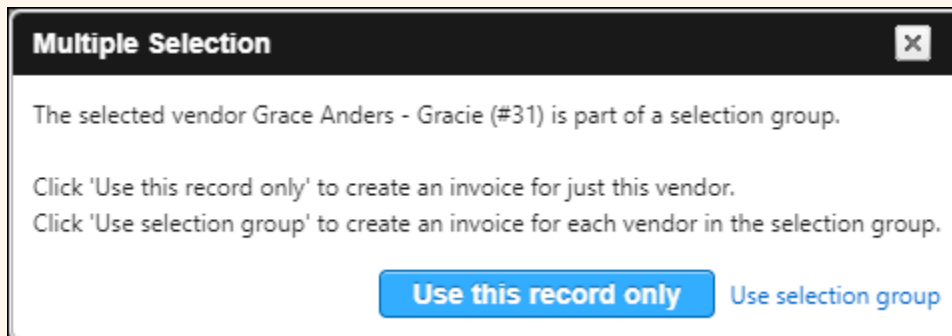 Multiple Selection
The selected vendor Grace Anders - Gracie (#31) is part of a selection group.
Click 'Use this record only' to create an invoice for just this vendor.
Click 'Use selection group' to create an invoice for each vendor in the selection group.
Use this record only Use selection group